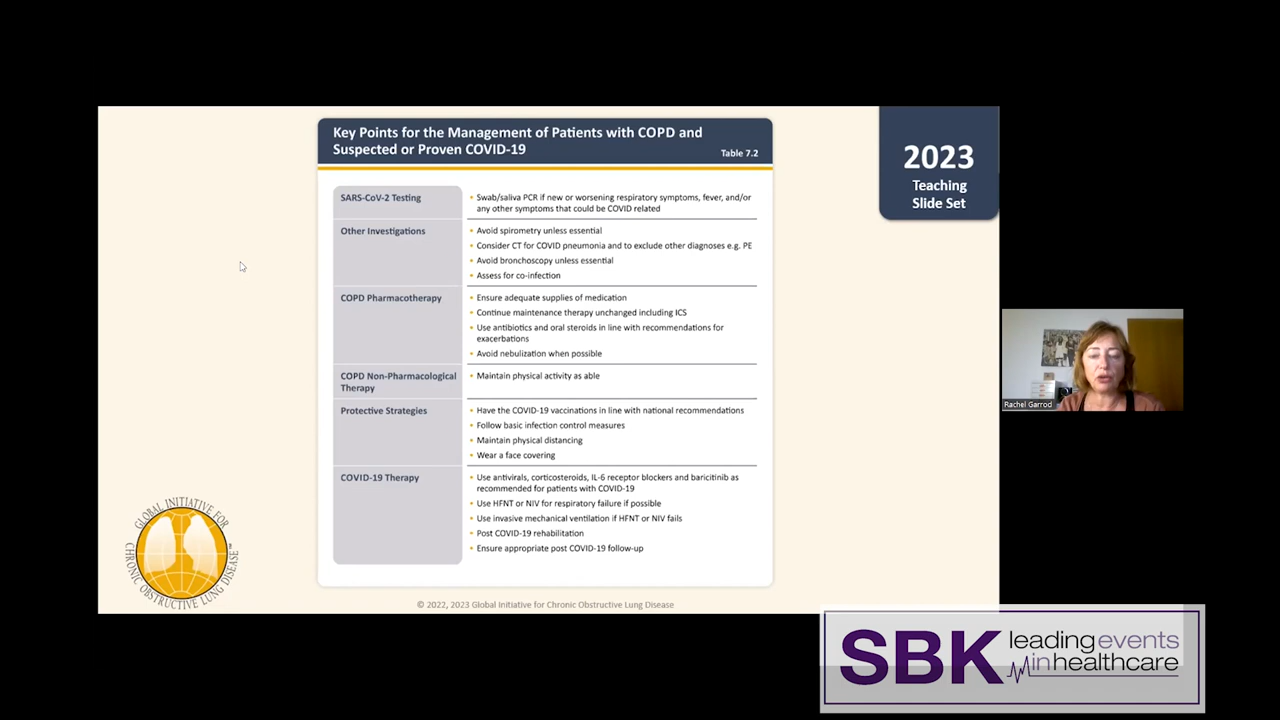 Key Points for the Management of Patients with COPD and
Suspected or Proven COVID-19
Table 7.2
2023
Teaching
Slide Set
SARS-CoV-2 Testing
• Swab/saliva PCR if new or worsening respiratory symptoms, fever, and/or
any other symptoms that could be COVID related
Other Investigations
• Avoid spirometry unless essential
• Consider CT for COVID pneumonia and to exclude other diagnoses e.g. PE
• Avoid bronchoscopy unless essential
• Assess for co-infection
COPD Pharmacotherapy
• Ensure adequate supplies of medication
• Continue maintenance therapy unchanged including ICS
• Use antibiotics and oral steroids in line with recommendations for
exacerbations
• Avoid nebulization when possible
COPD Non-Pharmacological
Therapy
• Maintain physical activity as able
Protective Strategies
• Have the COVID-19 vaccinations in line with national recommendations
• Follow basic infection control measures
• Maintain physical distancing
• Wear a face covering
COVID-19 Therapy
• Use antivirals, corticosteroids, IL-6 receptor blockers and baricitinib as
recommended for patients with COVID-19
• Use HFNT or NIV for respiratory failure if possible
• Use invasive mechanical ventilation if HFNT or NIV fails
• Post COVID-19 rehabilitation
• Ensure appropriate post COVID-19 follow-up
GLOBAL INITIATIVE FOR
CHRONIC OBSTRUCTIVE LUNG DISEASE™
© 2022, 2023 Global Initiative for Chronic Obstructive Lung Disease
Rachel Garrod
SBK
leadingevents
inhealthcare